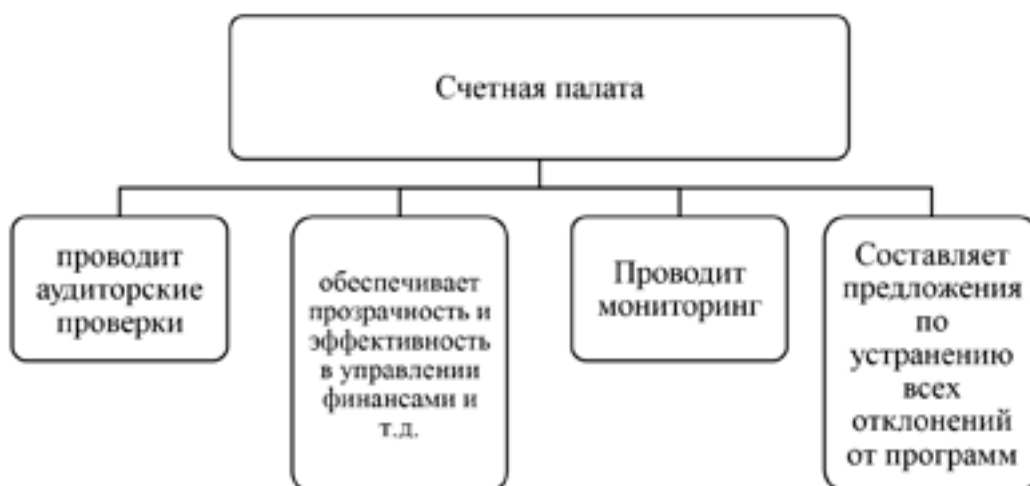 Счетная палата
проводит
аудиторские
проверки
обеспечивает
прозрачность и
эффективность
в управлении
финансами и
т.д.
Проводит
мониторинг
Составляет
предложения
по
устранению
всех
отклонений
от программ